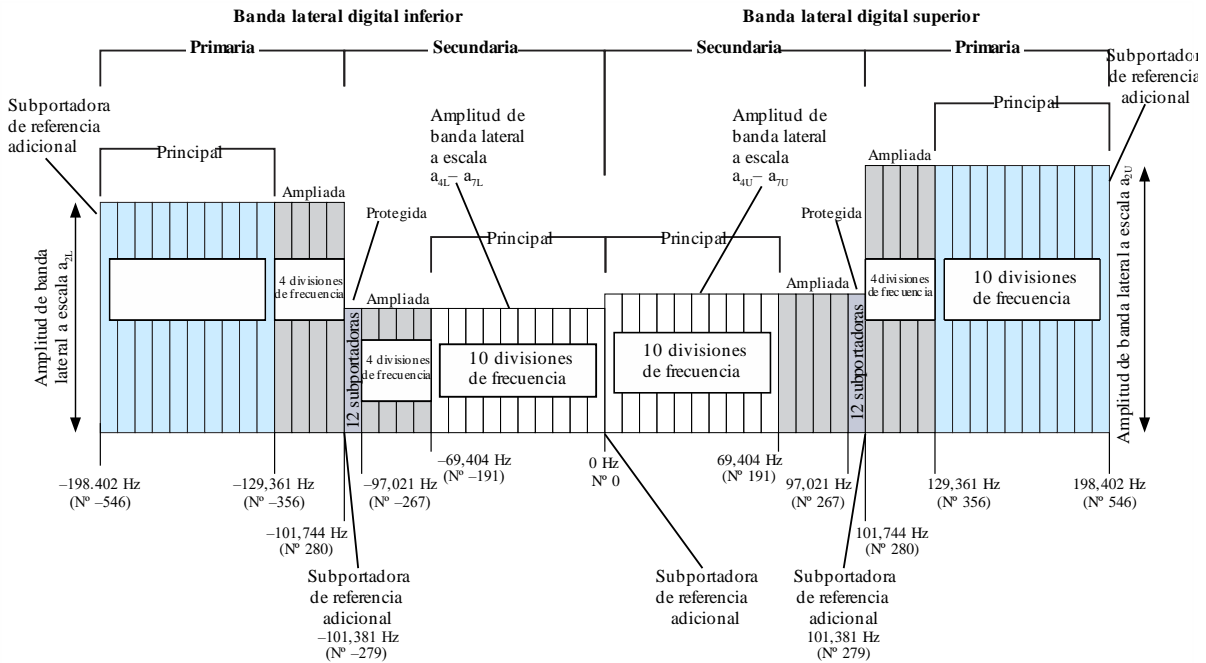 Banda lateral digital inferior
Banda lateral digital superior
Primaria
Secundaria
Secundaria
Primaria
Subportadora
de referencia
adicional
Principal
Ampliada
Protegida
Amplitud de
banda lateral
a escala
a4L– a7L
Amplitud de
banda lateral
a escala
a4U– a7U
Protegida
Ampliada
Principal
Subportadora
de referencia
adicional
Ampliada
Principal
Principal
Ampliada
Amplitud de banda
lateral a escala a2L
4 divisiones
de frecuencia
12 subportadoras
4 divisiones
de frecuencia
10 divisiones
de frecuencia
10 divisiones
de frecuencia
12 subportadoras
4 divisiones
de frecuencia
10 divisiones
de frecuencia
Amplitud de banda lateral a escala a2U
–198.402 Hz
(Nº –546)
–129,361 Hz
(Nº –356)
–101,744 Hz
(Nº 280)
–97,021 Hz
(Nº –267)
–69,404 Hz
(Nº –191)
0 Hz
Nº 0
69,404 Hz
(Nº 191)
97,021 Hz
(Nº 267)
101,744 Hz
(Nº 280)
129,361 Hz
(Nº 356)
198,402 Hz
(Nº 546)
Subportadora
de referencia
adicional
–101,381 Hz
(Nº –279)
Subportadora
de referencia
adicional
Subportadora
de referencia
adicional
101,381 Hz
(Nº 279)